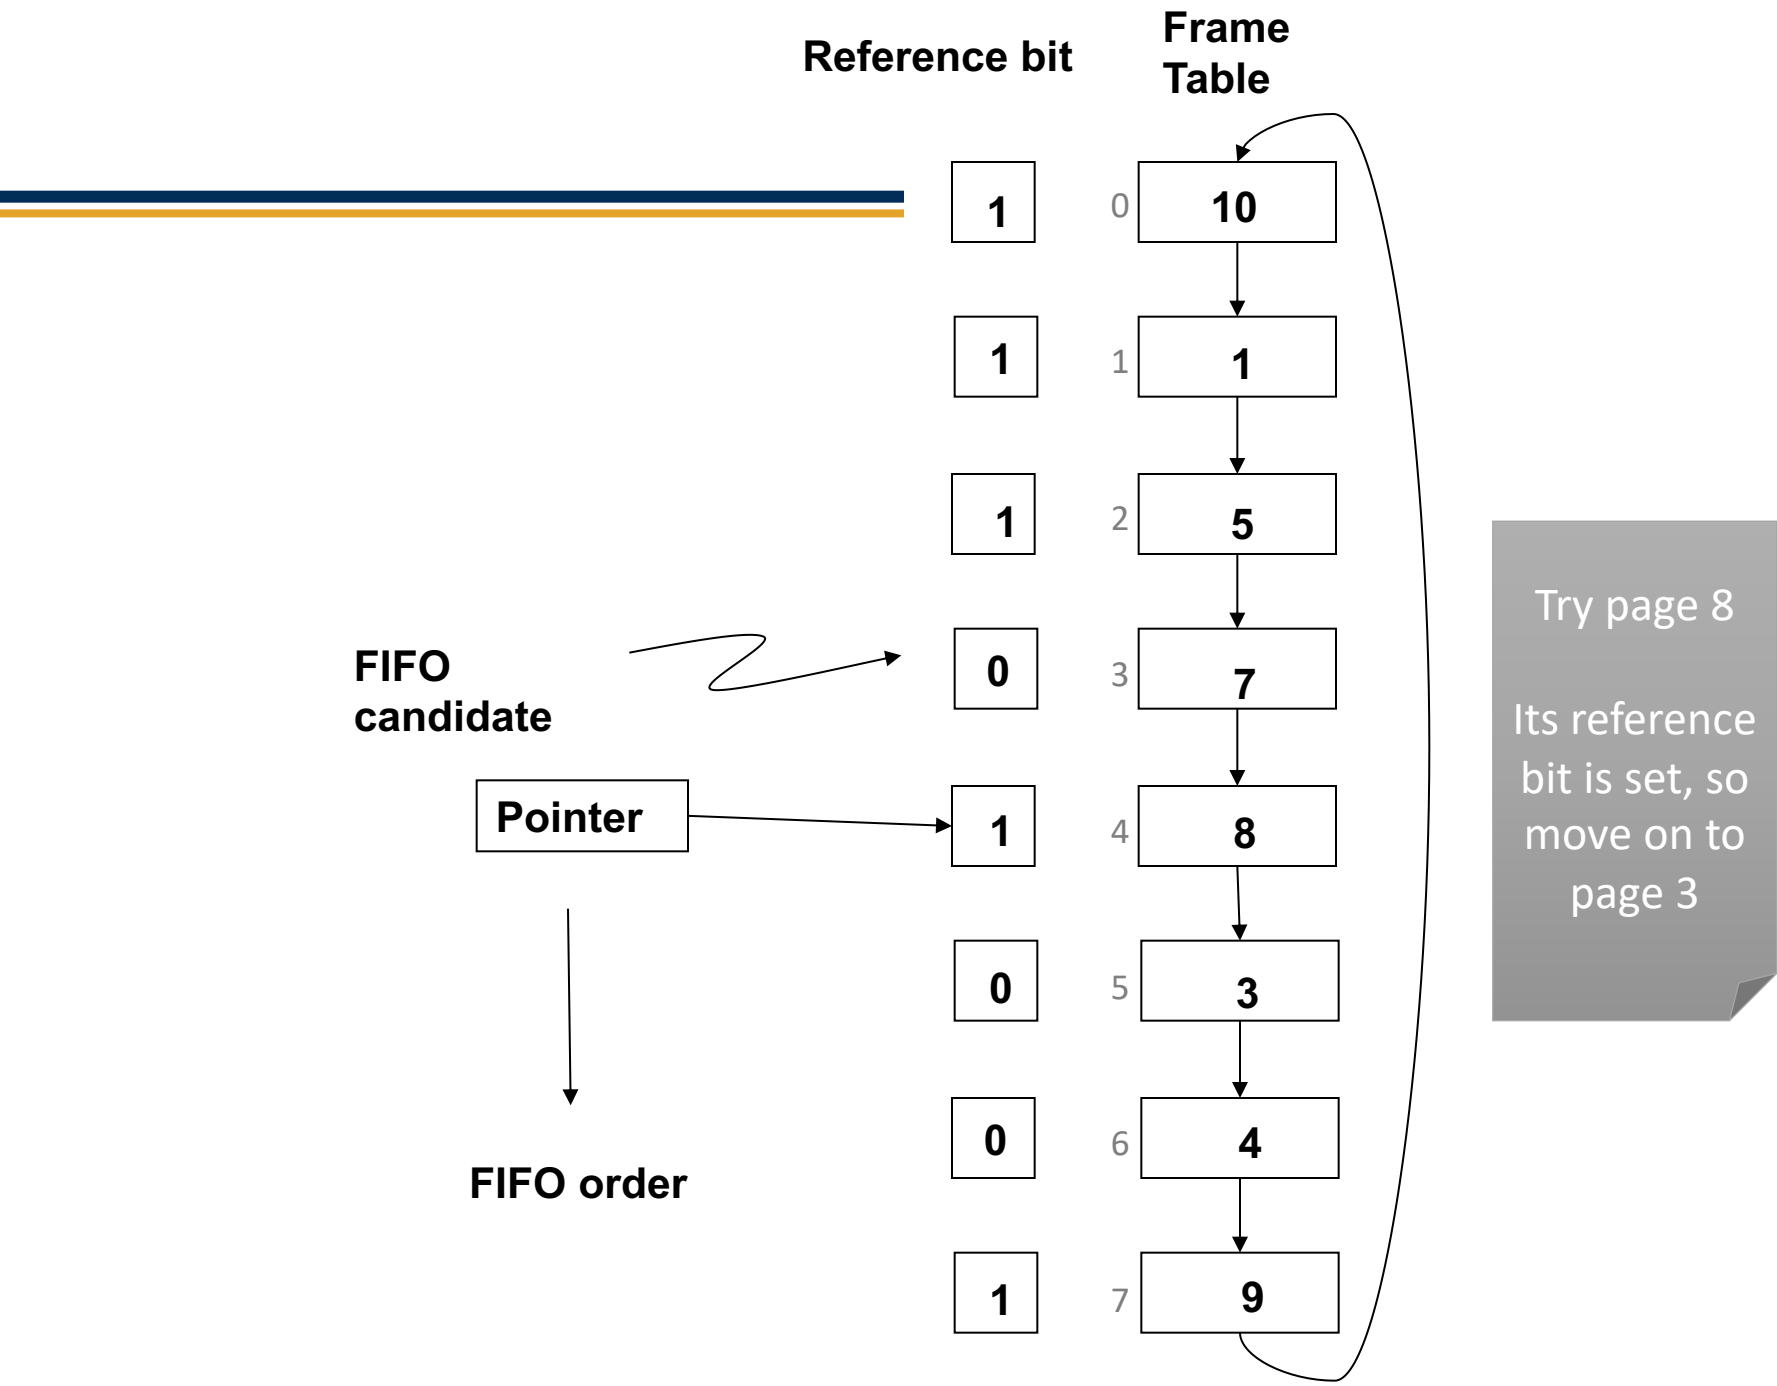 Reference bit
Frame
Table
1 0 10
1 1 1
1 2 5
FIFO
candidate
0 3 7
Pointer
1 4 8
0 5 3
0 6 4
FIFO order
1 7 9
Try page 8
Its reference
bit is set, so
move on to
page 3